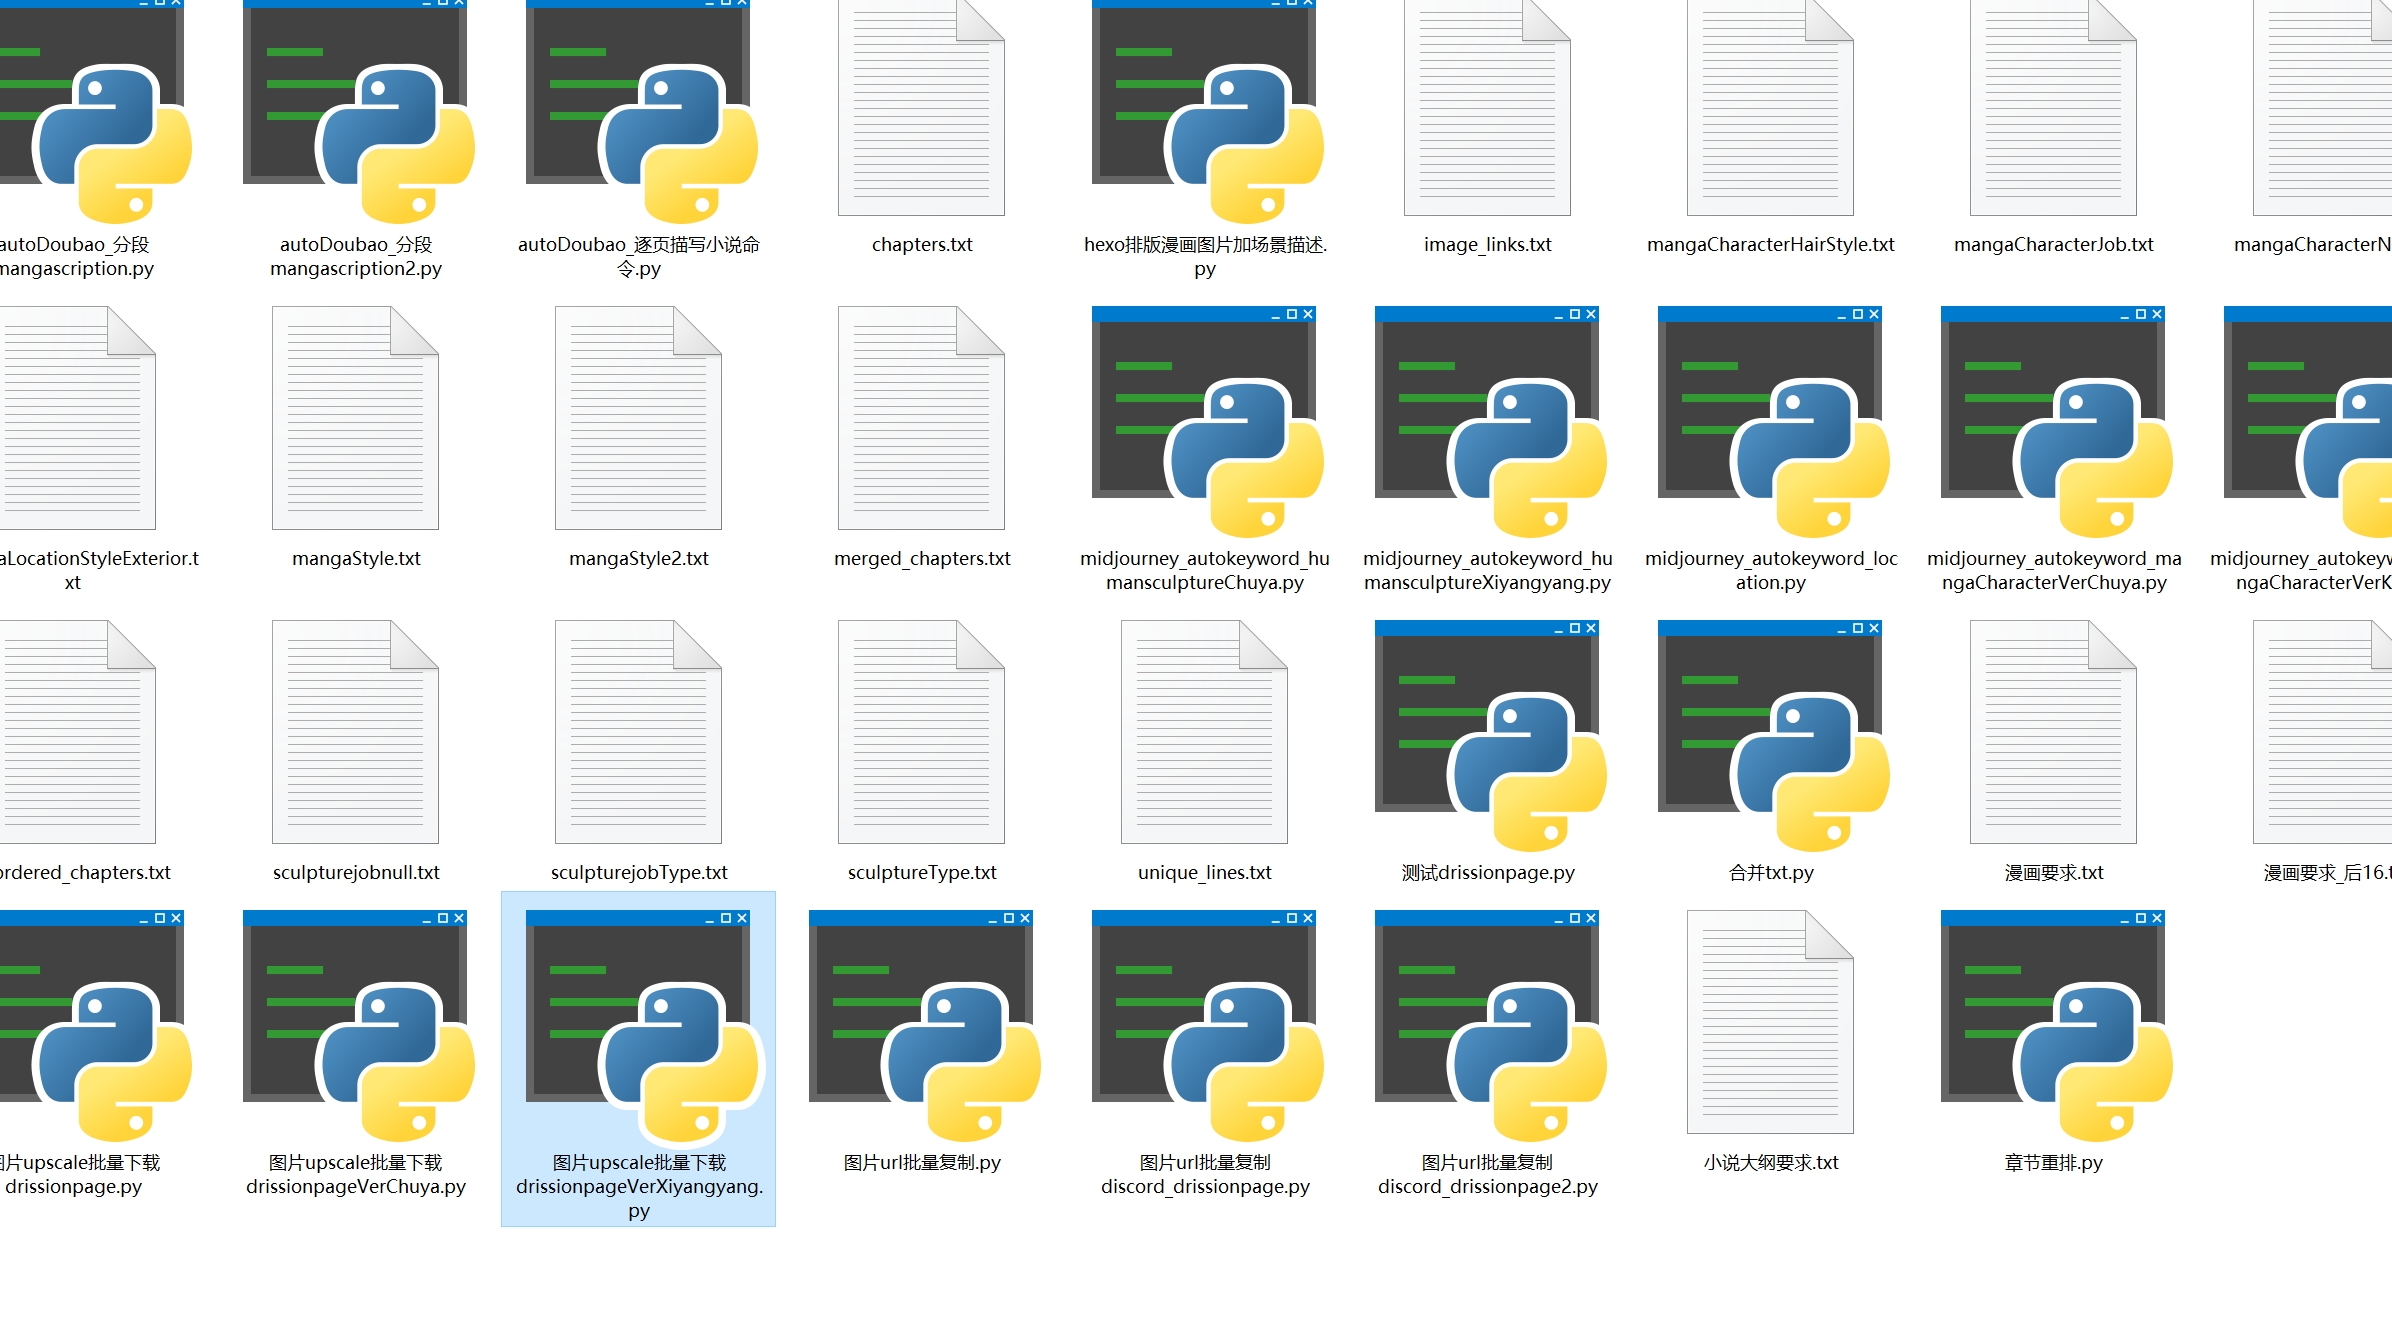 autoDoubao_分段
mangascription.py
autoDoubao_分段
mangascription2.py
autoDoubao_逐页描写小说命
令.py
chapters.txt
hexo排版漫画图片加场景描述.
py
image_links.txt
mangaCharacterHairStyle.txt
mangaCharacterJob.txt
mangaCharacterN
aLocationStyleExterior.t
xt
mangaStyle.txt
mangaStyle2.txt
merged_chapters.txt
midjourney_autokeyword_hu
mansculptureChuya.py
midjourney_autokeyword_hu
mansculptureXiyangyang.py
midjourney_autokeyword_loc
ation.py
midjourney_autokeyword_ma
ngaCharacterVerChuya.py
midjourney_autokeyw
ngaCharacterVerK
ordered_chapters.txt
sculpturejobnull.txt
sculpturejobType.txt
sculptureType.txt
unique_lines.txt
测试drissionpage.py
合并txt.py
漫画要求.txt
漫画要求_后16.t
图片upscale批量下载
drissionpage.py
图片upscale批量下载
drissionpageVerChuya.py
图片upscale批量下载
drissionpageVerXiyangyang.
py
图片url批量复制.py
图片url批量复制
discord_drissionpage.py
图片url批量复制
discord_drissionpage2.py
小说大纲要求.txt
章节重排.py